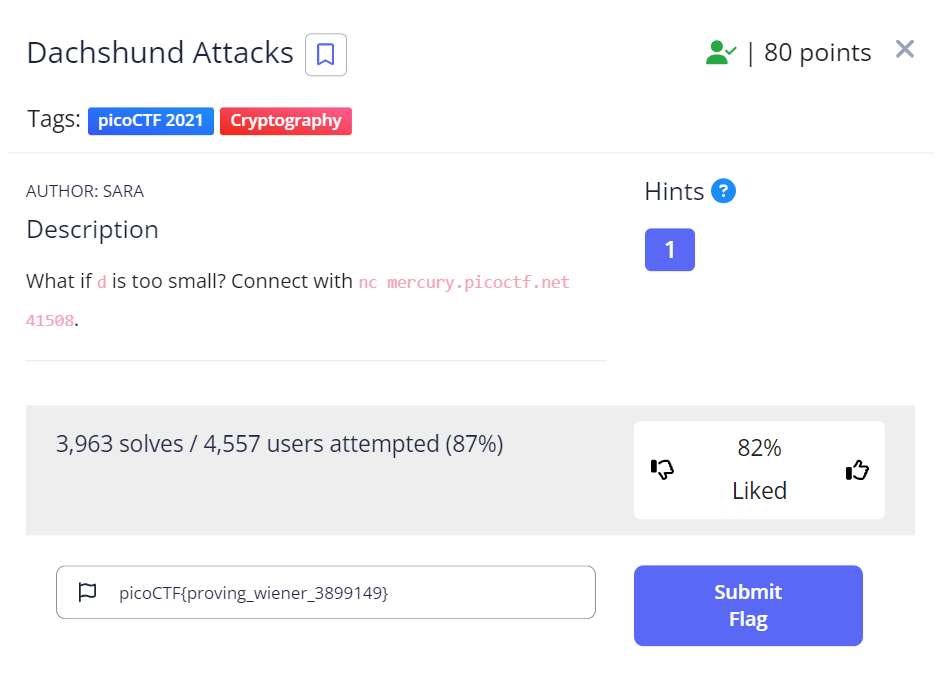 Dachshund Attacks
| 80 points
Tags: picoCTF 2021 Cryptography
AUTHOR: SARA
Hints ?
Description
1
What if d is too small? Connect with nc mercury.picoctf.net
41508.
3,963 solves / 4,557 users attempted (87%)
82%
Liked
picoCTF{proving_wiener_3899149}
Submit
Flag